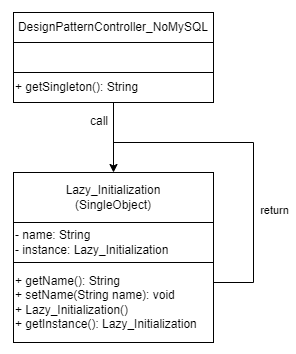 DesignPatternController_NoMySQL
+ getSingleton(): String
call
Lazy_Initialization
(SingleObject)
- name: String
- instance: Lazy_Initialization
return
+ getName(): String
+ setName(String name): void
+ Lazy_Initialization()
+ getInstance(): Lazy_Initialization